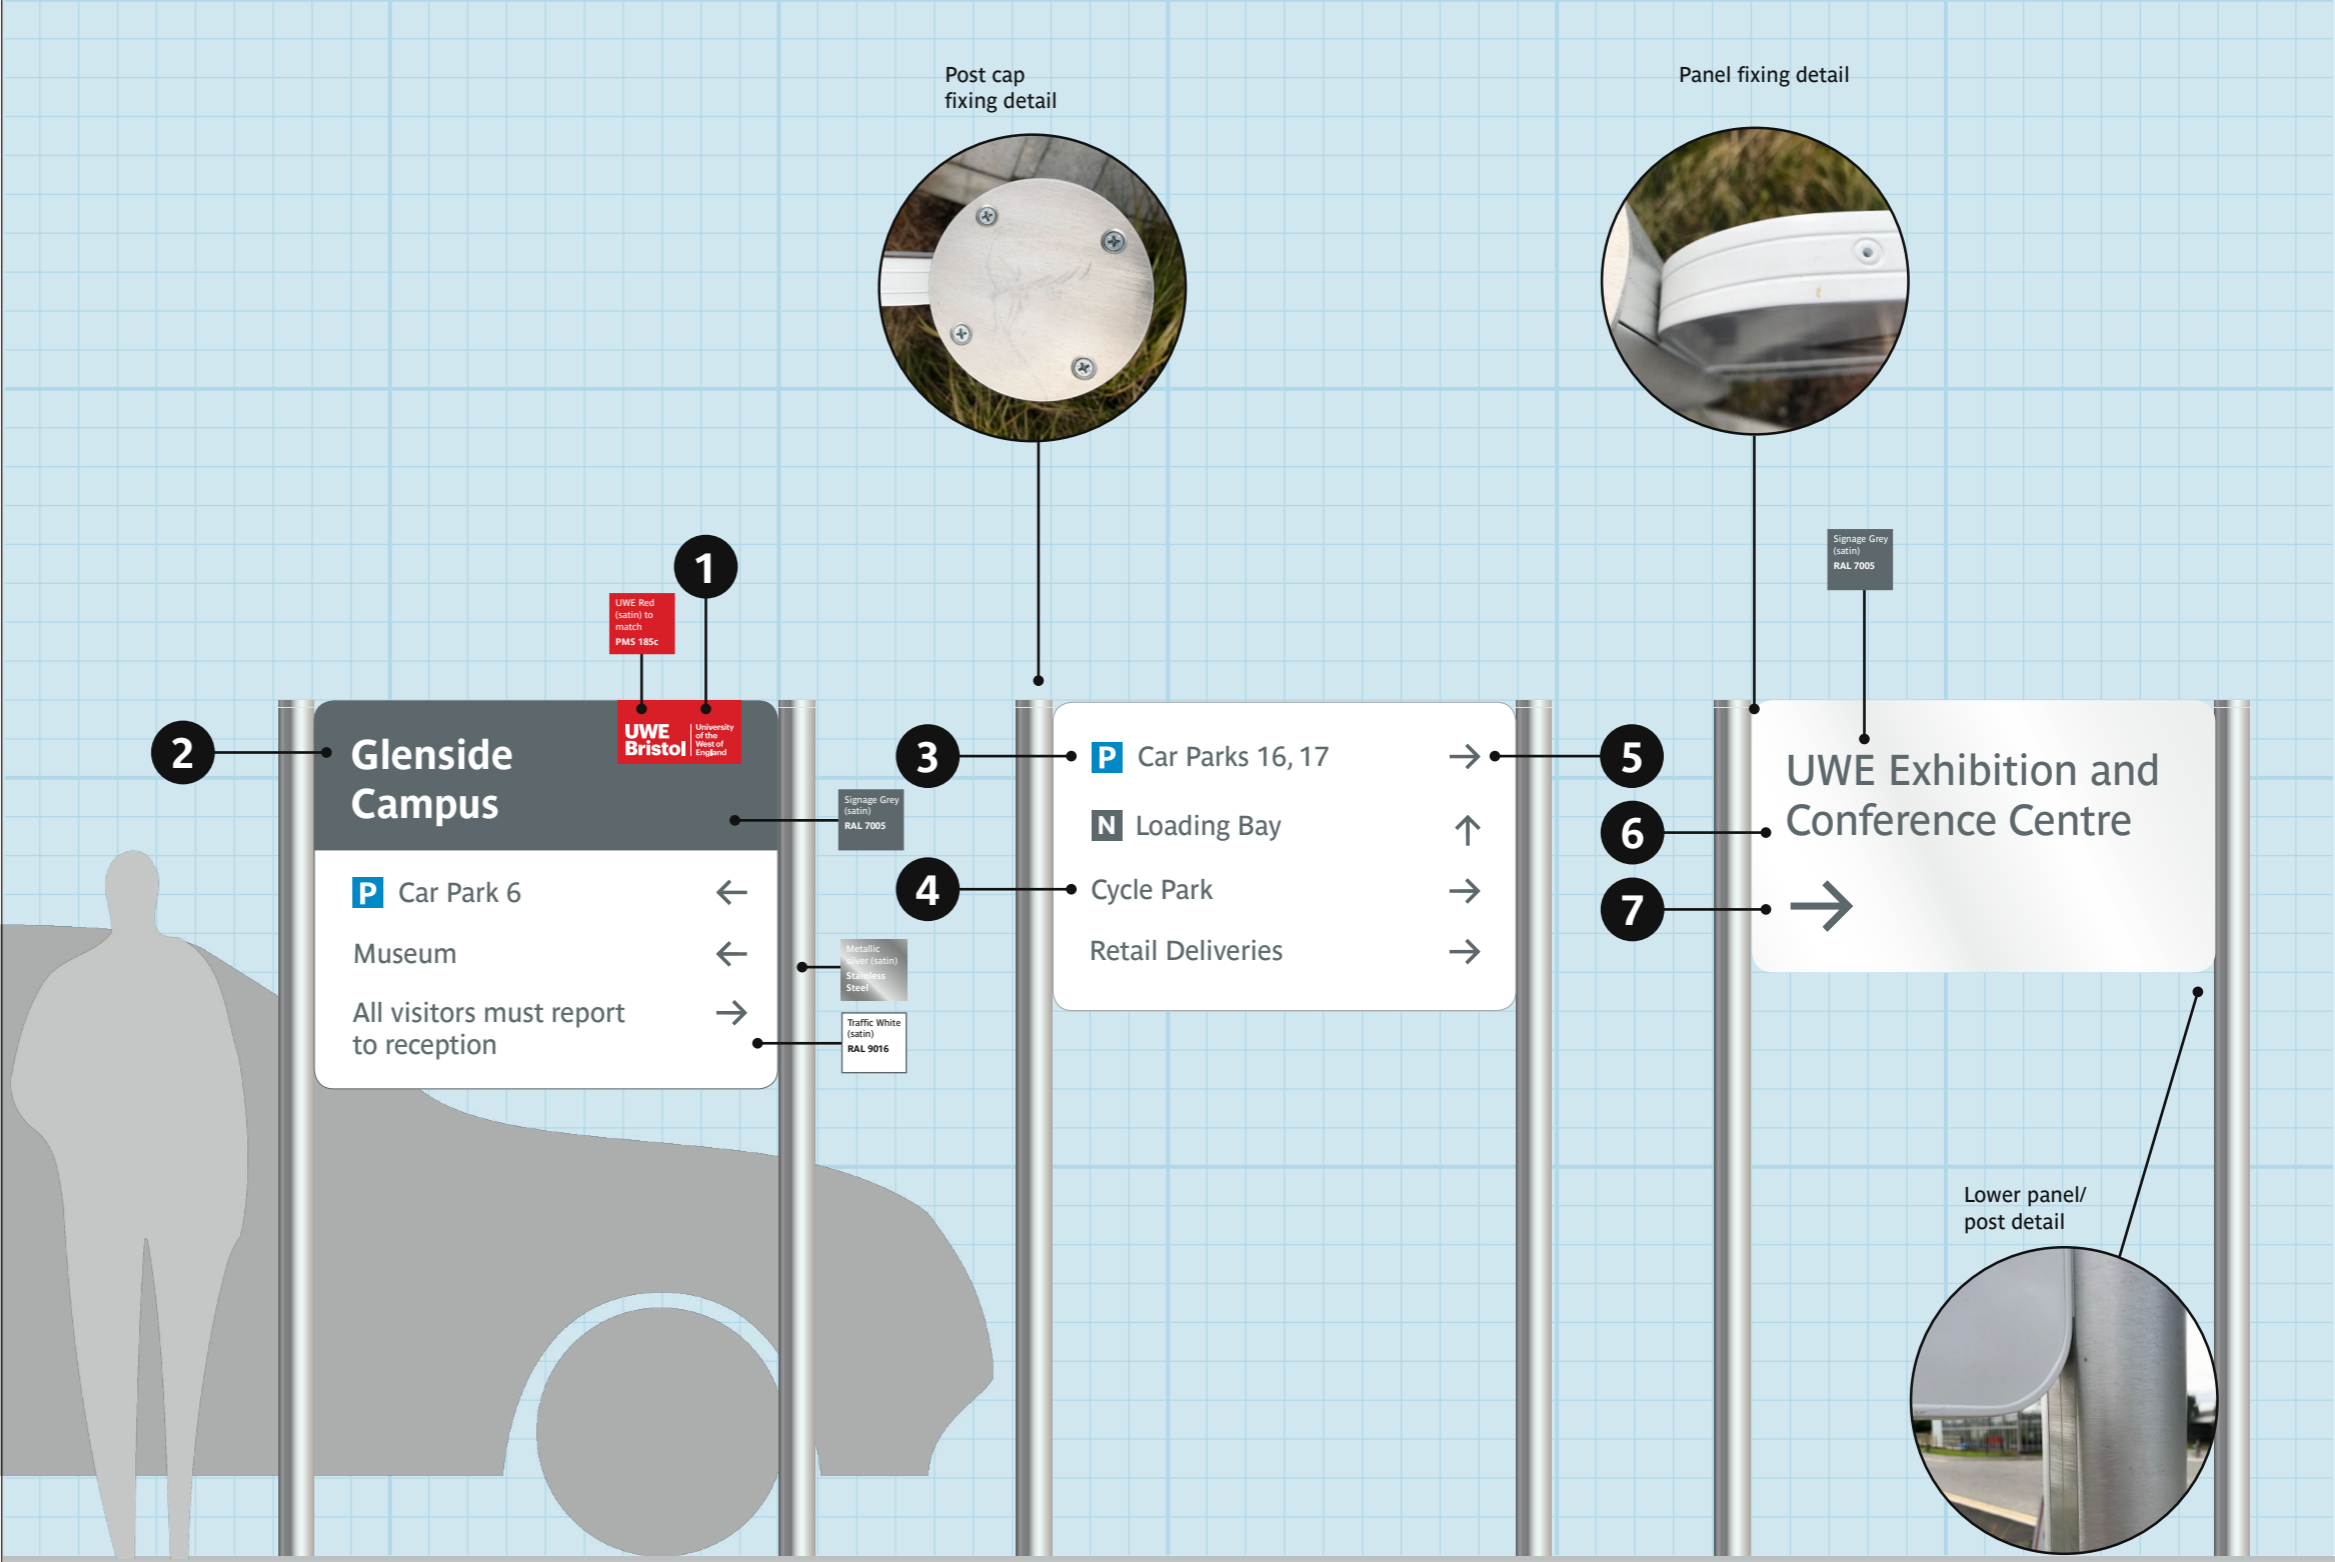 Post cap
fixing detail
Panel fixing detail
Signage Grey
(satin)
RAL 7005
1
UWE Red
(satin) to
match
PMS 185c
2
Glenside
Campus
UWE
Bristol
University
of the
West of
England
Signage Grey
(satin)
RAL 7005
P Car Park 6 ←
Museum ←
All visitors must report →
to reception
Metallic
silver (satin)
Stainless
Steel
Traffic White
(satin)
RAL 9016
3
P Car Parks 16, 17 →
N Loading Bay ↑
4
Cycle Park →
Retail Deliveries →
5
6
7
UWE Exhibition and
Conference Centre
→
Lower panel/
post detail